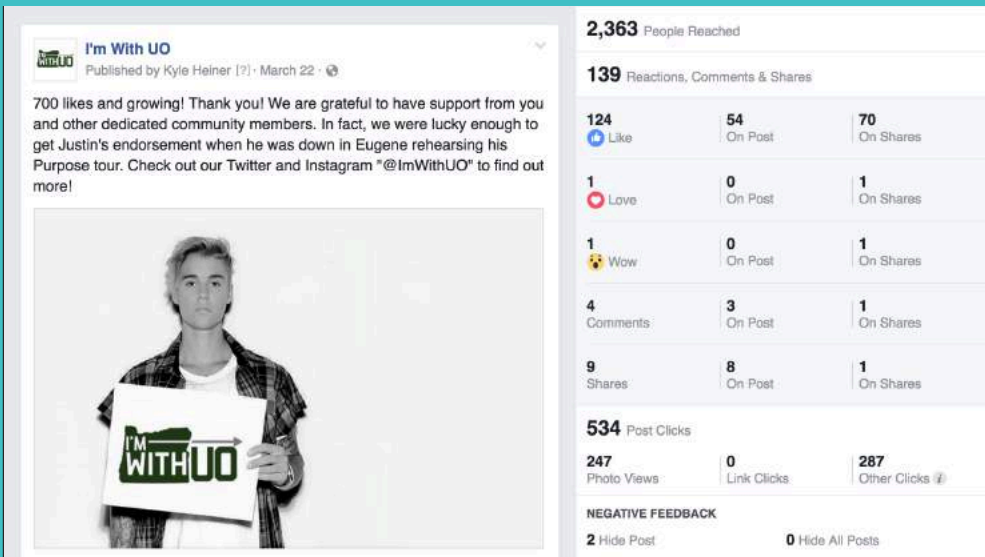 I'm With UO
Published by Kyle Heiner [?] · March 22 ·
700 likes and growing! Thank you! We are grateful to have support from you
and other dedicated community members. In fact, we were lucky enough to
get Justin's endorsement when he was down in Eugene rehearsing his
Purpose tour. Check out our Twitter and Instagram "@ImWithUO" to find out
more!
I'M
WITH UO
I'M
WITH UO
2,363 People Reached
139 Reactions, Comments & Shares
124 54 70
Like On Post On Shares
1 0 1
Love On Post On Shares
1 0 1
Wow On Post On Shares
4 3 1
Comments On Post On Shares
9 8 1
Shares On Post On Shares
534 Post Clicks
247 0 287
Photo Views Link Clicks Other Clicks i
NEGATIVE FEEDBACK
2 Hide Post 0 Hide All Posts